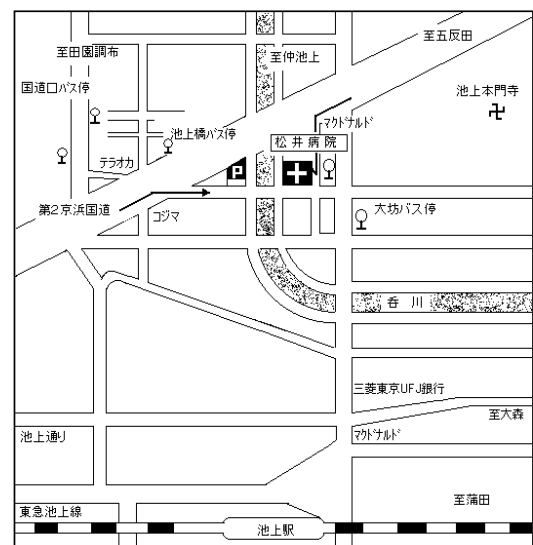 至五反田
至田園調布
至仲池上
国道口バス停
池上本門寺
マクドナルド
池上橋バス停
松井病院
テラオカ
P
第2京浜国道
コジマ
大坊バス停
呑川
三菱東京UFJ銀行
至大森
池上通り
マクドナルド
至蒲田
東急池上線
池上駅